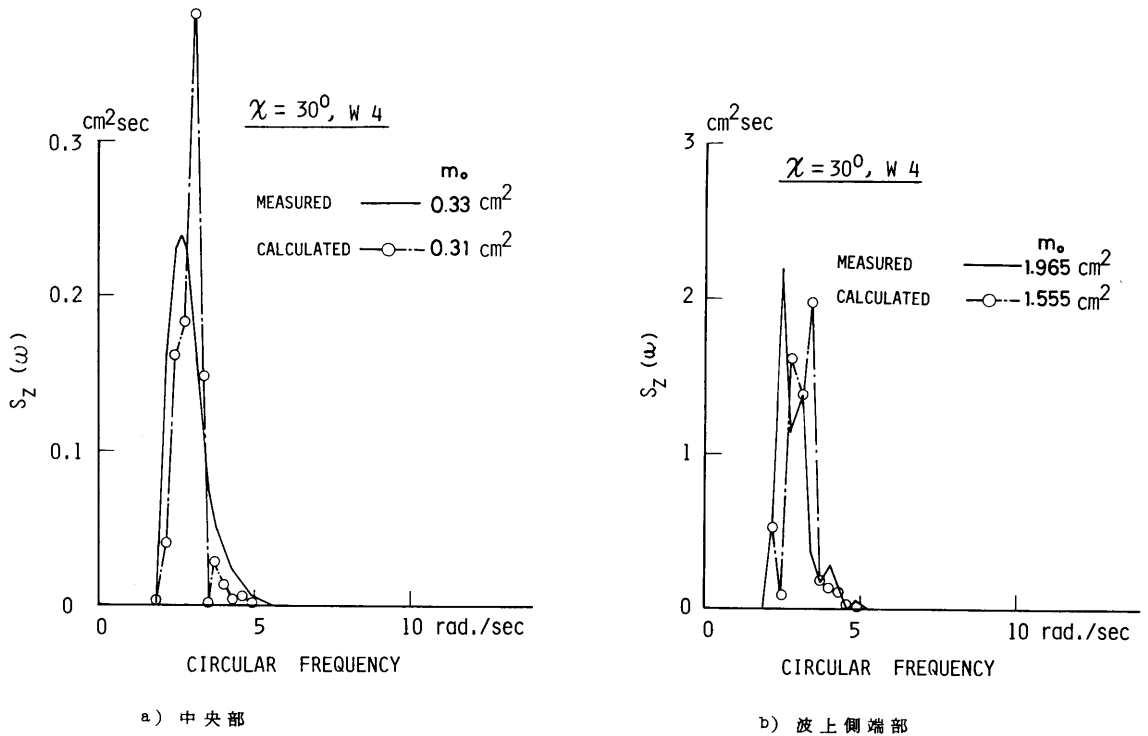 cm²sec
χ = 30⁰, W 4
0.3
m₀
MEASURED 0.33 cm²
CALCULATED 0.31 cm²
0.2
S_Z (ω)
0.1
0
0 5 10 rad./sec
CIRCULAR FREQUENCY
a) 中央部
cm²sec
3
χ = 30⁰, W 4
m₀
MEASURED 1.965 cm²
CALCULATED 1.555 cm²
2
S_Z (ω)
1
0
0 5 10 rad./sec
CIRCULAR FREQUENCY
b) 波上側端部